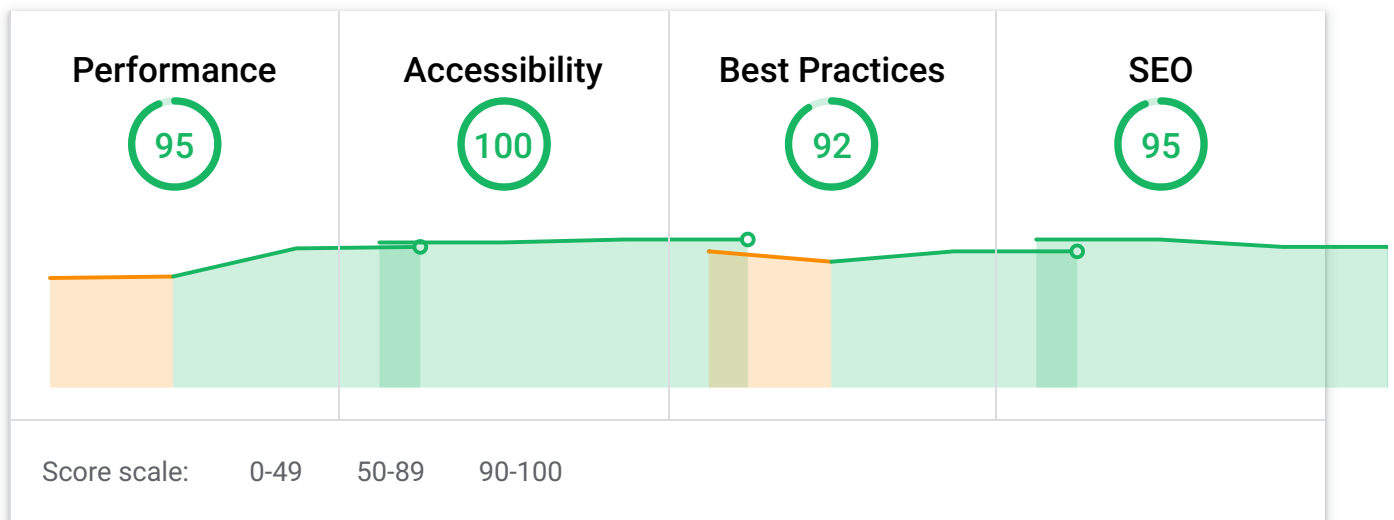 Performance
Accessibility
Best Practices
SEO
95
100
92
95
Score scale: 0-49 50-89 90-100